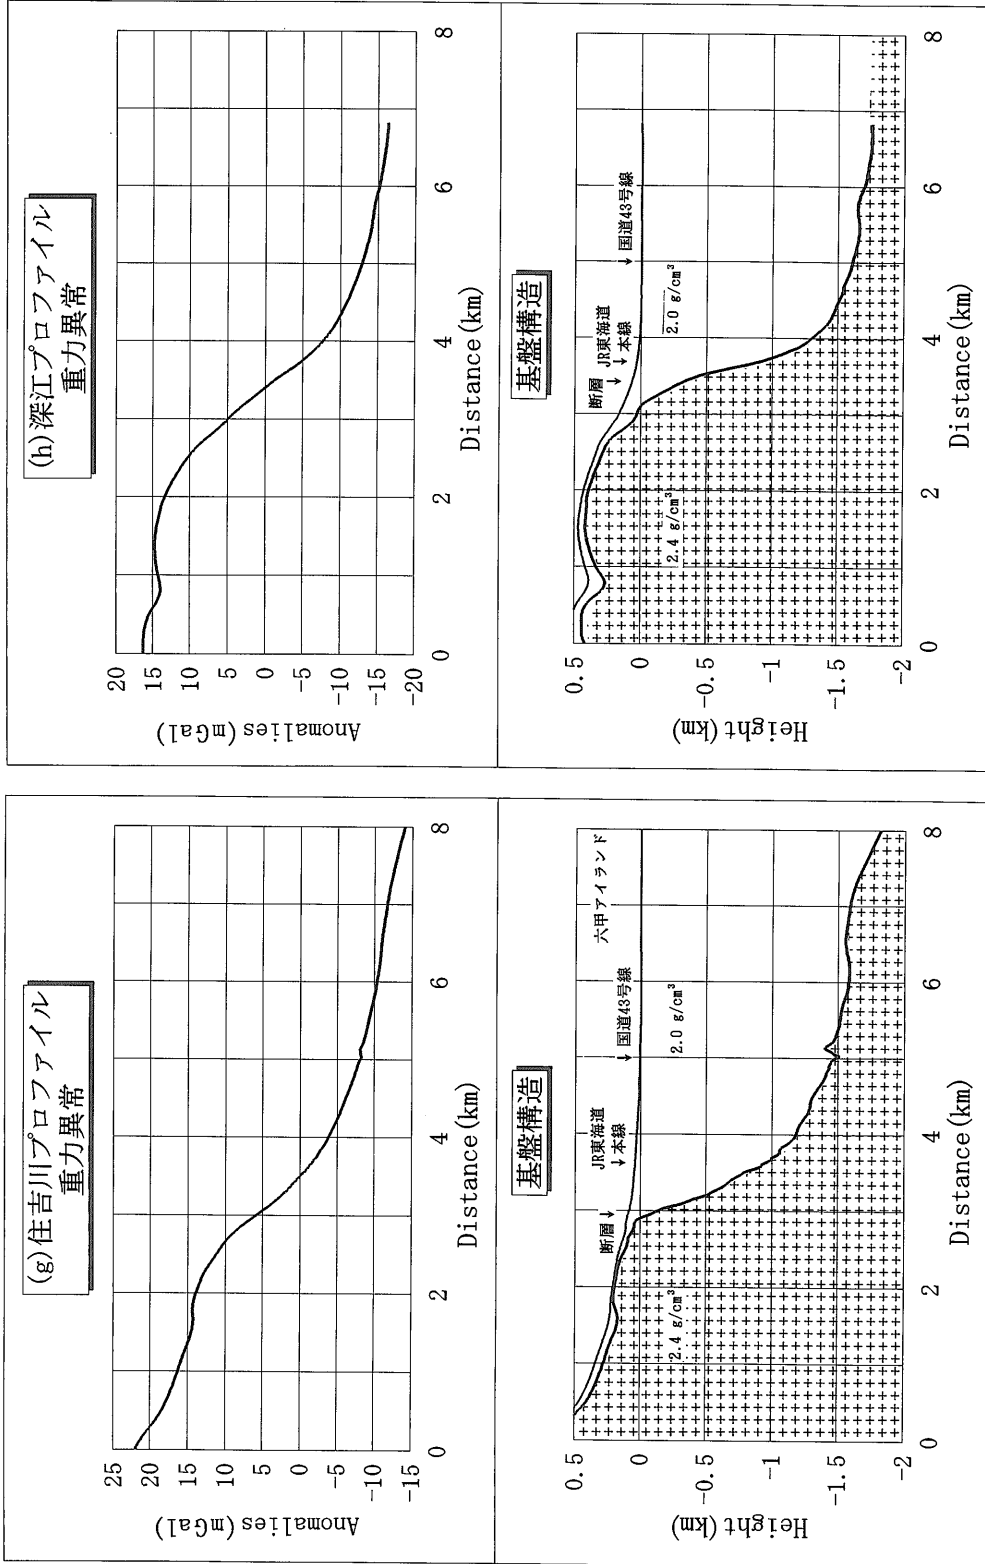 (g)住吉川プロファイル
重力異常
25
20
15
10
5
0
-5
-10
-15
Anomalies(mGal)
0
2
4
6
8
Distance(km)
基盤構造
断層↓
JR東海道
↓本線
↓国道43号線
六甲アイランド
2.4 g/cm³
2.0 g/cm³
0.5
0
-0.5
-1
-1.5
-2
Height(km)
0
2
4
6
8
Distance(km)
(h)深江プロファイル
重力異常
20
15
10
5
0
-5
-10
-15
-20
Anomalies(mGal)
0
2
4
6
8
Distance(km)
基盤構造
断層↓
JR東海道
↓本線
↓国道43号線
2.4 g/cm³
2.0 g/cm³
0.5
0
-0.5
-1
-1.5
-2
Height(km)
0
2
4
6
8
Distance(km)